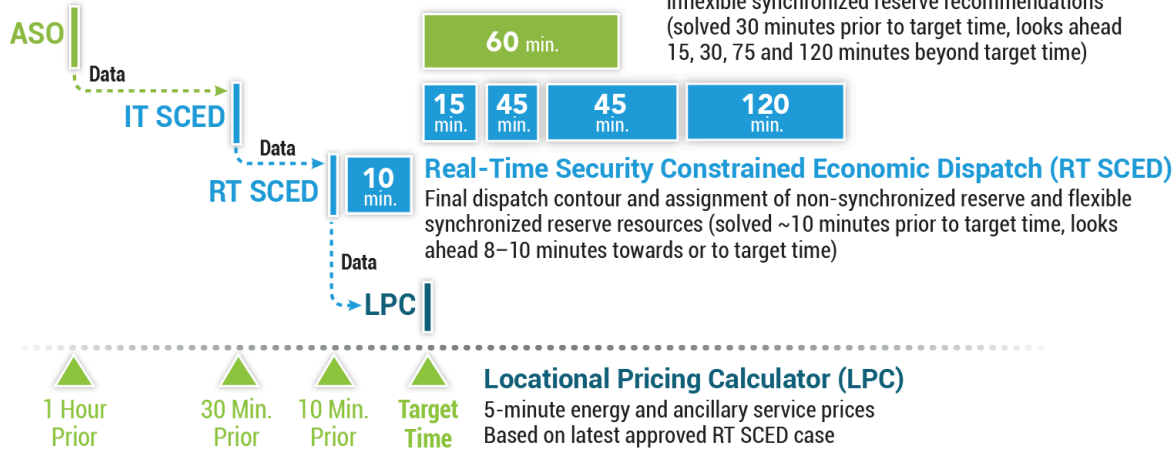 inflexible synchronized reserve recommendations
(solved 30 minutes prior to target time, looks ahead
15, 30, 75 and 120 minutes beyond target time)
ASO
60 min.
Data
IT SCED
15 min.
45 min.
45 min.
120 min.
Data
RT SCED
10 min.
Real-Time Security Constrained Economic Dispatch (RT SCED)
Final dispatch contour and assignment of non-synchronized reserve and flexible
synchronized reserve resources (solved ~10 minutes prior to target time, looks
ahead 8–10 minutes towards or to target time)
Data
LPC
1 Hour
Prior
30 Min.
Prior
10 Min.
Prior
Target
Time
Locational Pricing Calculator (LPC)
5-minute energy and ancillary service prices
Based on latest approved RT SCED case